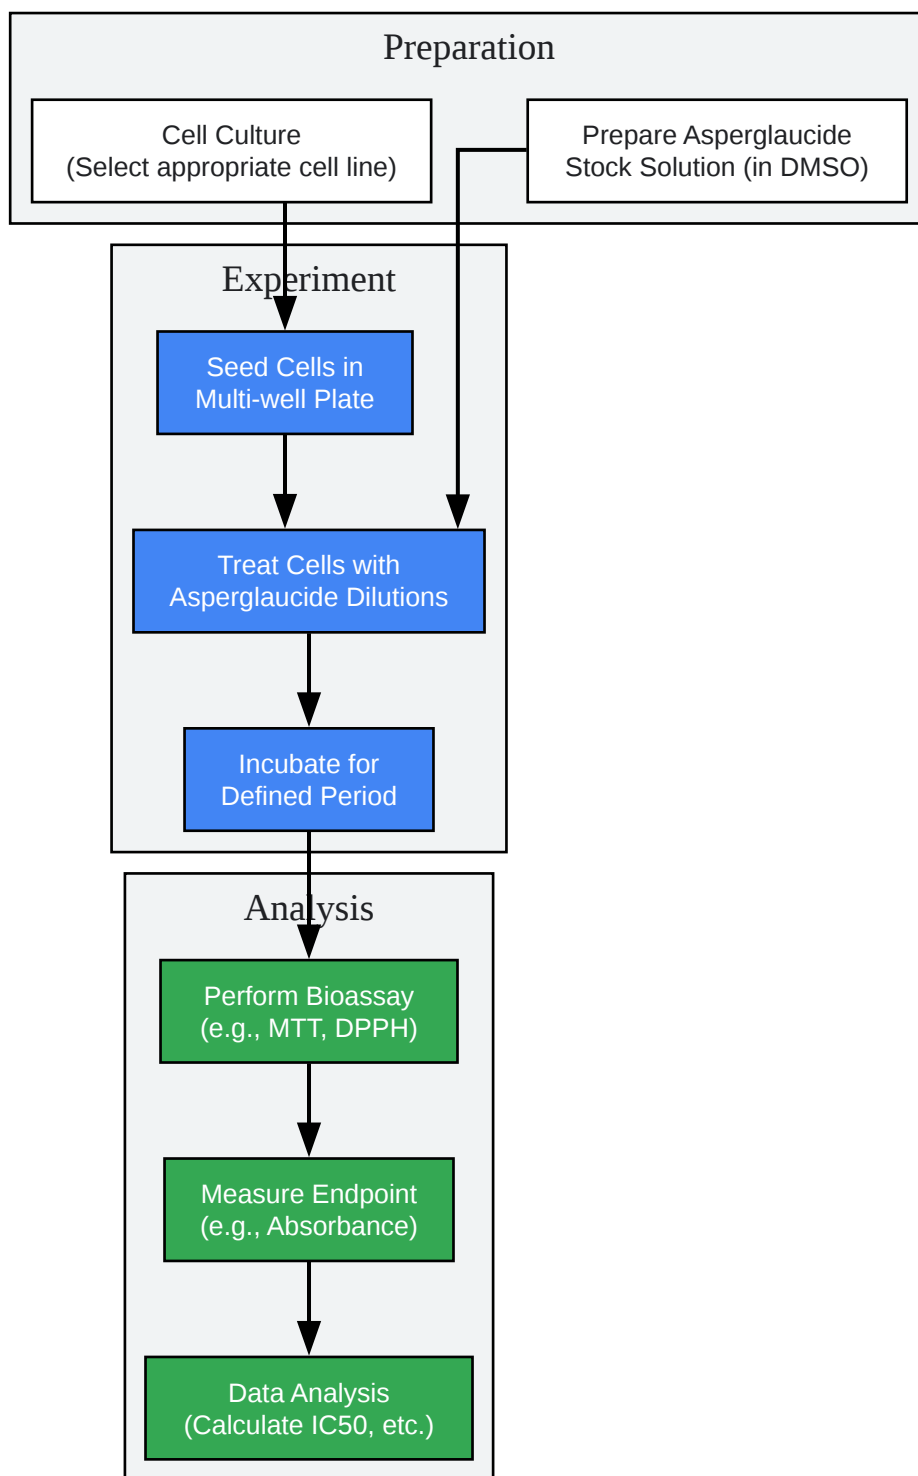 Preparation
Cell Culture
(Select appropriate cell line)
Prepare Asperglaucide
Stock Solution (in DMSO)
Experiment
Seed Cells in
Multi-well Plate
Treat Cells with
Asperglaucide Dilutions
Incubate for
Defined Period
Analysis
Perform Bioassay
(e.g., MTT, DPPH)
Measure Endpoint
(e.g., Absorbance)
Data Analysis
(Calculate IC50, etc.)